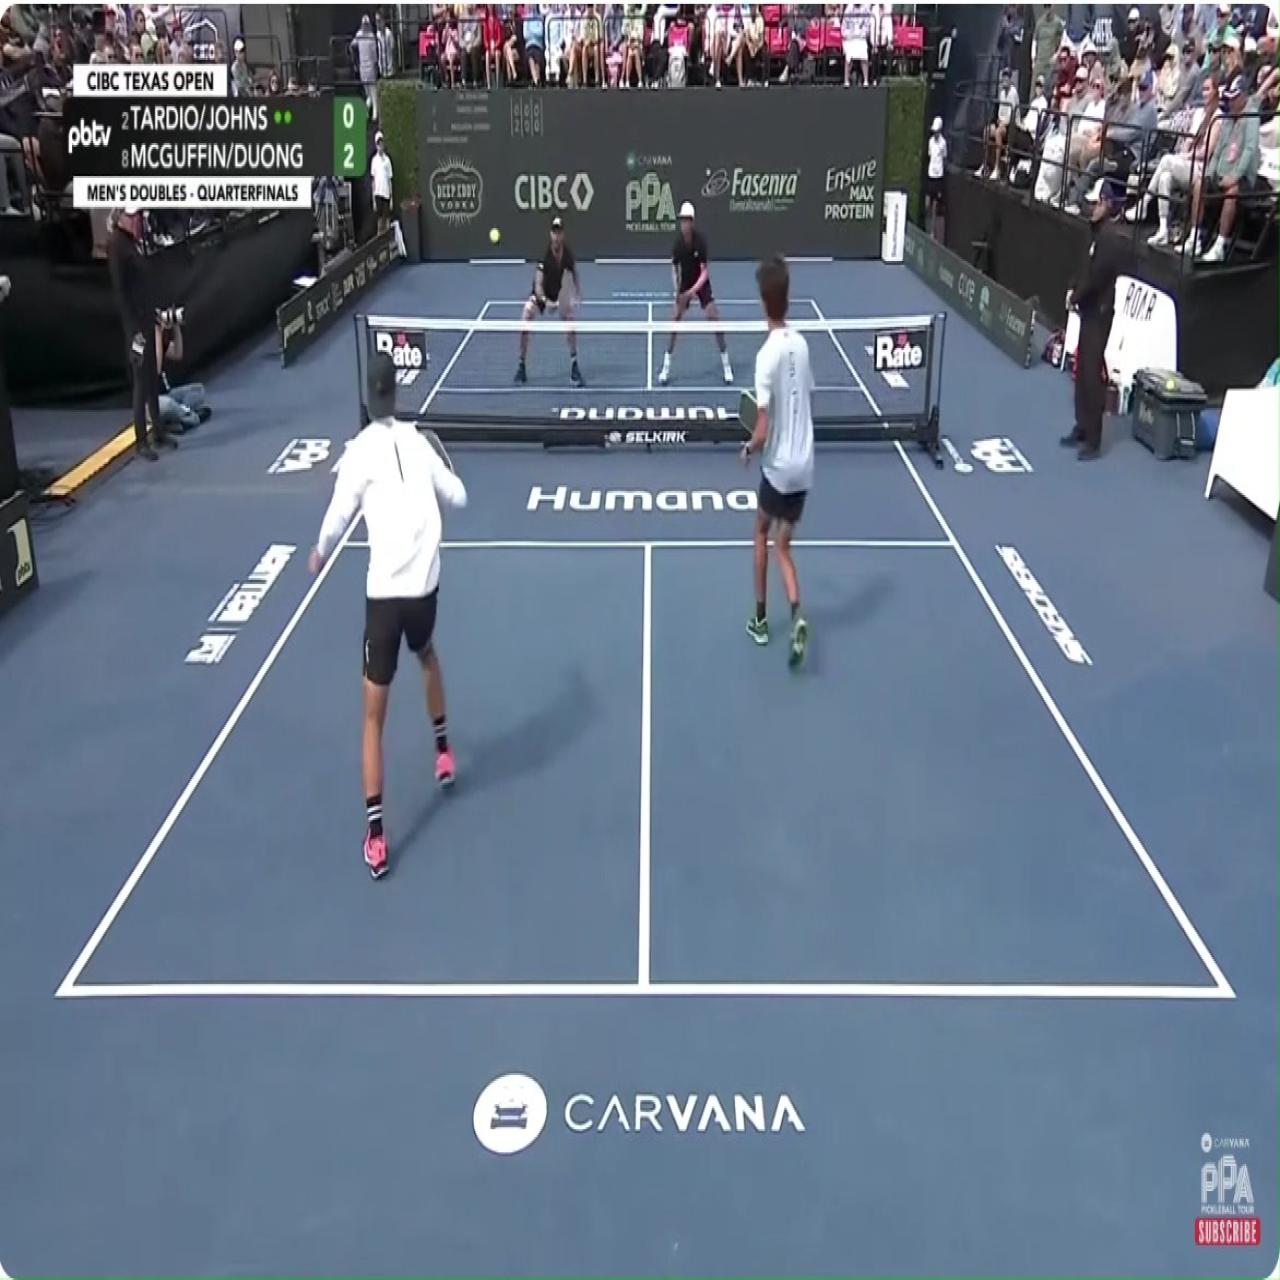 CIBC TEXAS OPEN
pbtv
2 TARDIO/JOHNS 0
8 MCGUFFIN/DUONG 2
MEN'S DOUBLES - QUARTERFINALS
DEEP EDDY
VODKA
CIBC
CARVANA
PPA
PICKLEBALL TOUR
Fasenra
Ensure
MAX
PROTEIN
Rate
Rate
SELKIRK
Humana
ROAR
CARVANA
CARVANA
PPA
PICKLEBALL TOUR
SUBSCRIBE